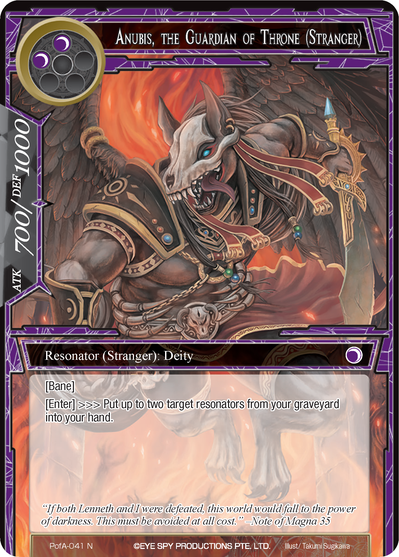 Anubis, the Guardian of Throne (Stranger)
ATK 700/ DEF 1000
Resonator (Stranger): Deity
[Bane]
[Enter] >>> Put up to two target resonators from your graveyard
into your hand.
"If both Lenneth and I were defeated, this world would fall to the power
of darkness. This must be avoided at all cost." –Note of Magna 35
PofA-041 N ©EYE SPY PRODUCTIONS PTE. LTD. Illust/ Takumi Sugikawa